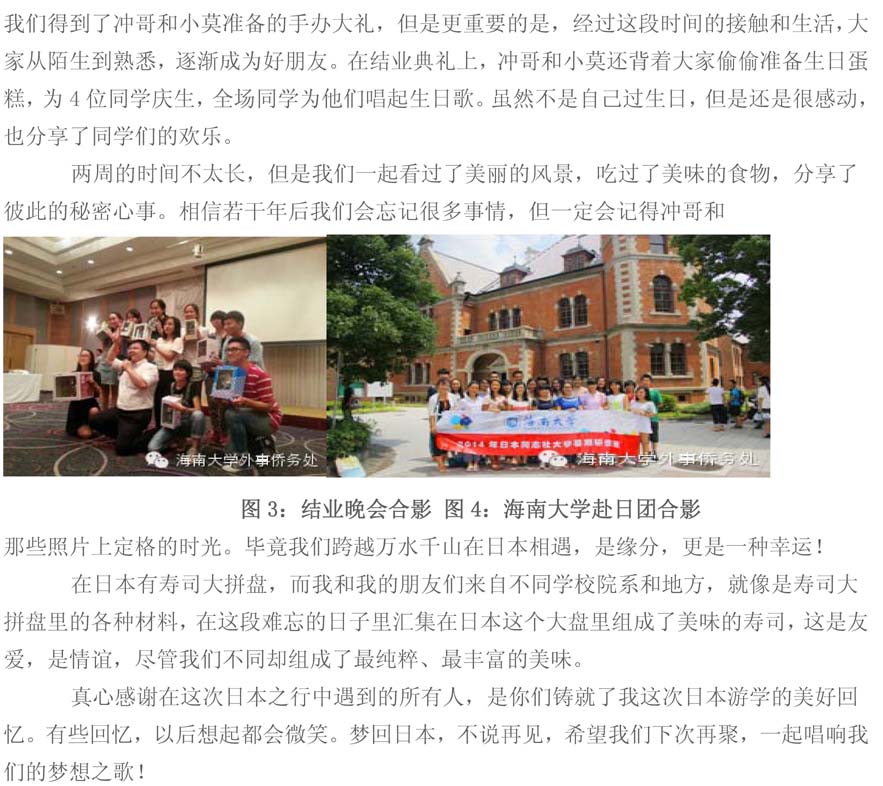 我们得到了冲哥和小莫准备的手办大礼，但是更重要的是，经过这段时间的接触和生活，大
家从陌生到熟悉，逐渐成为好朋友。在结业典礼上，冲哥和小莫还背着大家偷偷准备生日蛋
糕，为 4 位同学庆生，全场同学为他们唱起生日歌。虽然不是自己过生日，但是还是很感动，
也分享了同学们的欢乐。
两周的时间不太长，但是我们一起看过了美丽的风景，吃过了美味的食物，分享了
彼此的秘密心事。相信若干年后我们会忘记很多事情，但一定会记得冲哥和
海南大学
2014 年日本同志社大学暑期研修团
海南大学外事侨务处
海南大学外事侨务处
图 3：结业晚会合影 图 4：海南大学赴日团合影
那些照片上定格的时光。毕竟我们跨越万水千山在日本相遇，是缘分，更是一种幸运！
在日本有寿司大拼盘，而我和我的朋友们来自不同学校院系和地方，就像是寿司大
拼盘里的各种材料，在这段难忘的日子里汇集在日本这个大盘里组成了美味的寿司，这是友
爱，是情谊，尽管我们不同却组成了最纯粹、最丰富的美味。
真心感谢在这次日本之行中遇到的所有人，是你们铸就了我这次日本游学的美好回
忆。有些回忆，以后想起都会微笑。梦回日本，不说再见，希望我们下次再聚，一起唱响我
们的梦想之歌！